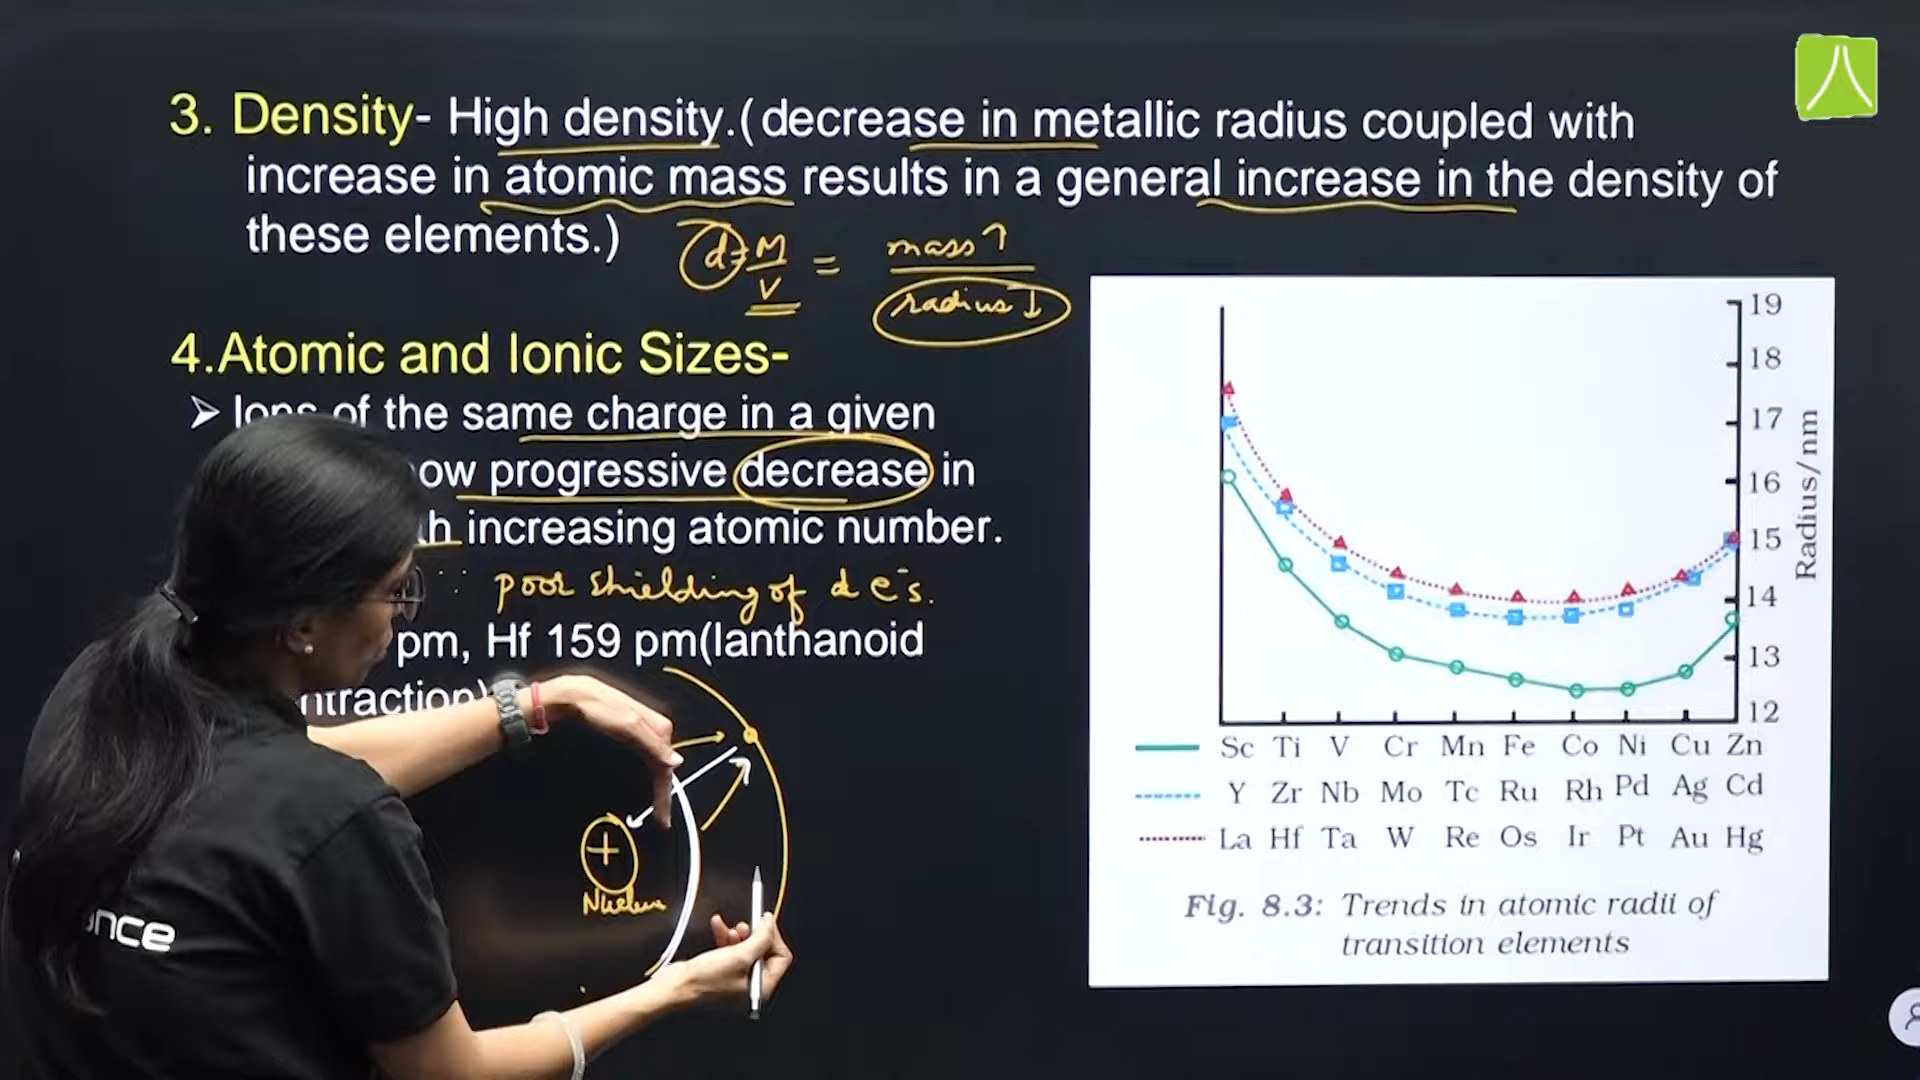 3. Density- High density.(decrease in metallic radius coupled with
increase in atomic mass results in a general increase in the density of
these elements.)
d = M/V = mass↑/radius↓
4.Atomic and Ionic Sizes-
➤ Ions of the same charge in a given
progressive decrease in
increasing atomic number.
∵ poor shielding of d e⁻s.
pm, Hf 159 pm(lanthanoid
+
Nucleus
19
18
17
16
15
14
13
12
Radius/nm
Sc Ti V Cr Mn Fe Co Ni Cu Zn
Y Zr Nb Mo Tc Ru Rh Pd Ag Cd
La Hf Ta W Re Os Ir Pt Au Hg
Fig. 8.3: Trends in atomic radii of
transition elements